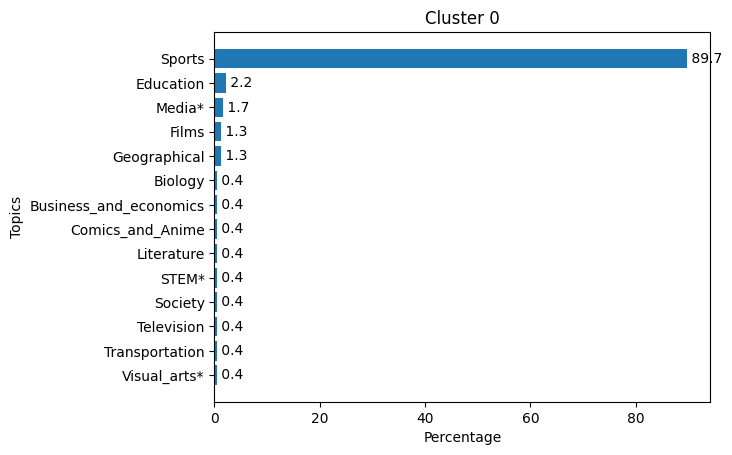 Cluster 0
Topics
Sports 89.7
Education 2.2
Media* 1.7
Films 1.3
Geographical 1.3
Biology 0.4
Business_and_economics 0.4
Comics_and_Anime 0.4
Literature 0.4
STEM* 0.4
Society 0.4
Television 0.4
Transportation 0.4
Visual_arts* 0.4
0 20 40 60 80
Percentage